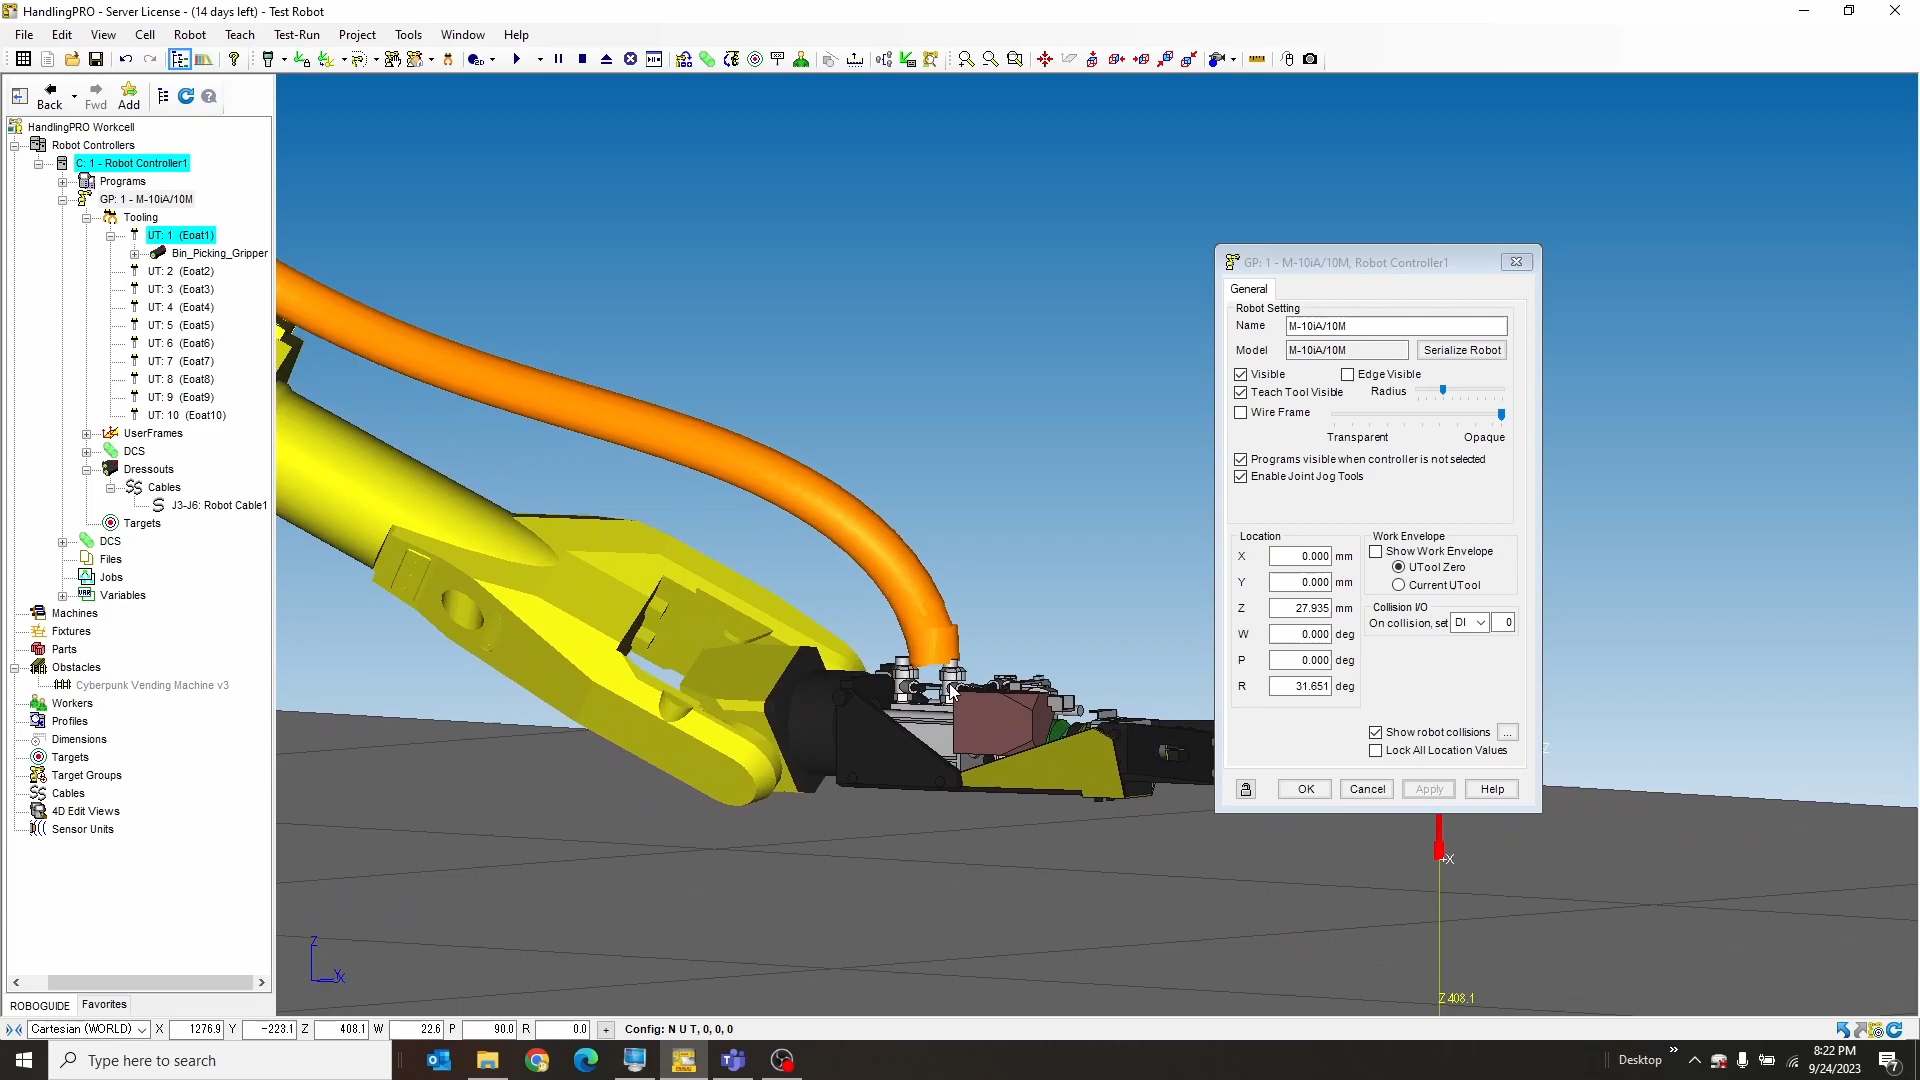 HandlingPRO - Server License - (14 days left) - Test Robot
File Edit View Cell Robot Teach Test-Run Project Tools Window Help
Back Fwd Add
HandlingPRO Workcell
Robot Controllers
C: 1 - Robot Controller1
Programs
GP: 1 - M-10iA/10M
Tooling
UT: 1 (Eoat1)
Bin_Picking_Gripper
UT: 2 (Eoat2)
UT: 3 (Eoat3)
UT: 4 (Eoat4)
UT: 5 (Eoat5)
UT: 6 (Eoat6)
UT: 7 (Eoat7)
UT: 8 (Eoat8)
UT: 9 (Eoat9)
UT: 10 (Eoat10)
UserFrames
DCS
Dressouts
Cables
J3-J6: Robot Cable1
Targets
DCS
Files
Jobs
Variables
Machines
Fixtures
Parts
Obstacles
Cyberpunk Vending Machine v3
Workers
Profiles
Dimensions
Targets
Target Groups
Cables
4D Edit Views
Sensor Units
ROBOGUIDE Favorites
GP: 1 - M-10iA/10M, Robot Controller1
General
Robot Setting
Name M-10iA/10M
Model M-10iA/10M Serialize Robot
Visible Edge Visible
Teach Tool Visible Radius
Wire Frame
Transparent Opaque
Programs visible when controller is not selected
Enable Joint Jog Tools
Location Work Envelope
X 0.000 mm Show Work Envelope
UTool Zero
Y 0.000 mm Current UTool
Z 27.935 mm Collision I/O
On collision, set DI 0
W 0.000 deg
P 0.000 deg
R 31.651 deg
Show robot collisions ...
Lock All Location Values
OK Cancel Apply Help
Z
+X
Z 408.1
Z
Cartesian (WORLD) X 1276.9 Y -223.1 Z 408.1 W 22.6 P 90.0 R 0.0 + Config: N U T, 0, 0, 0
Type here to search
Desktop
8:22 PM
9/24/2023
7